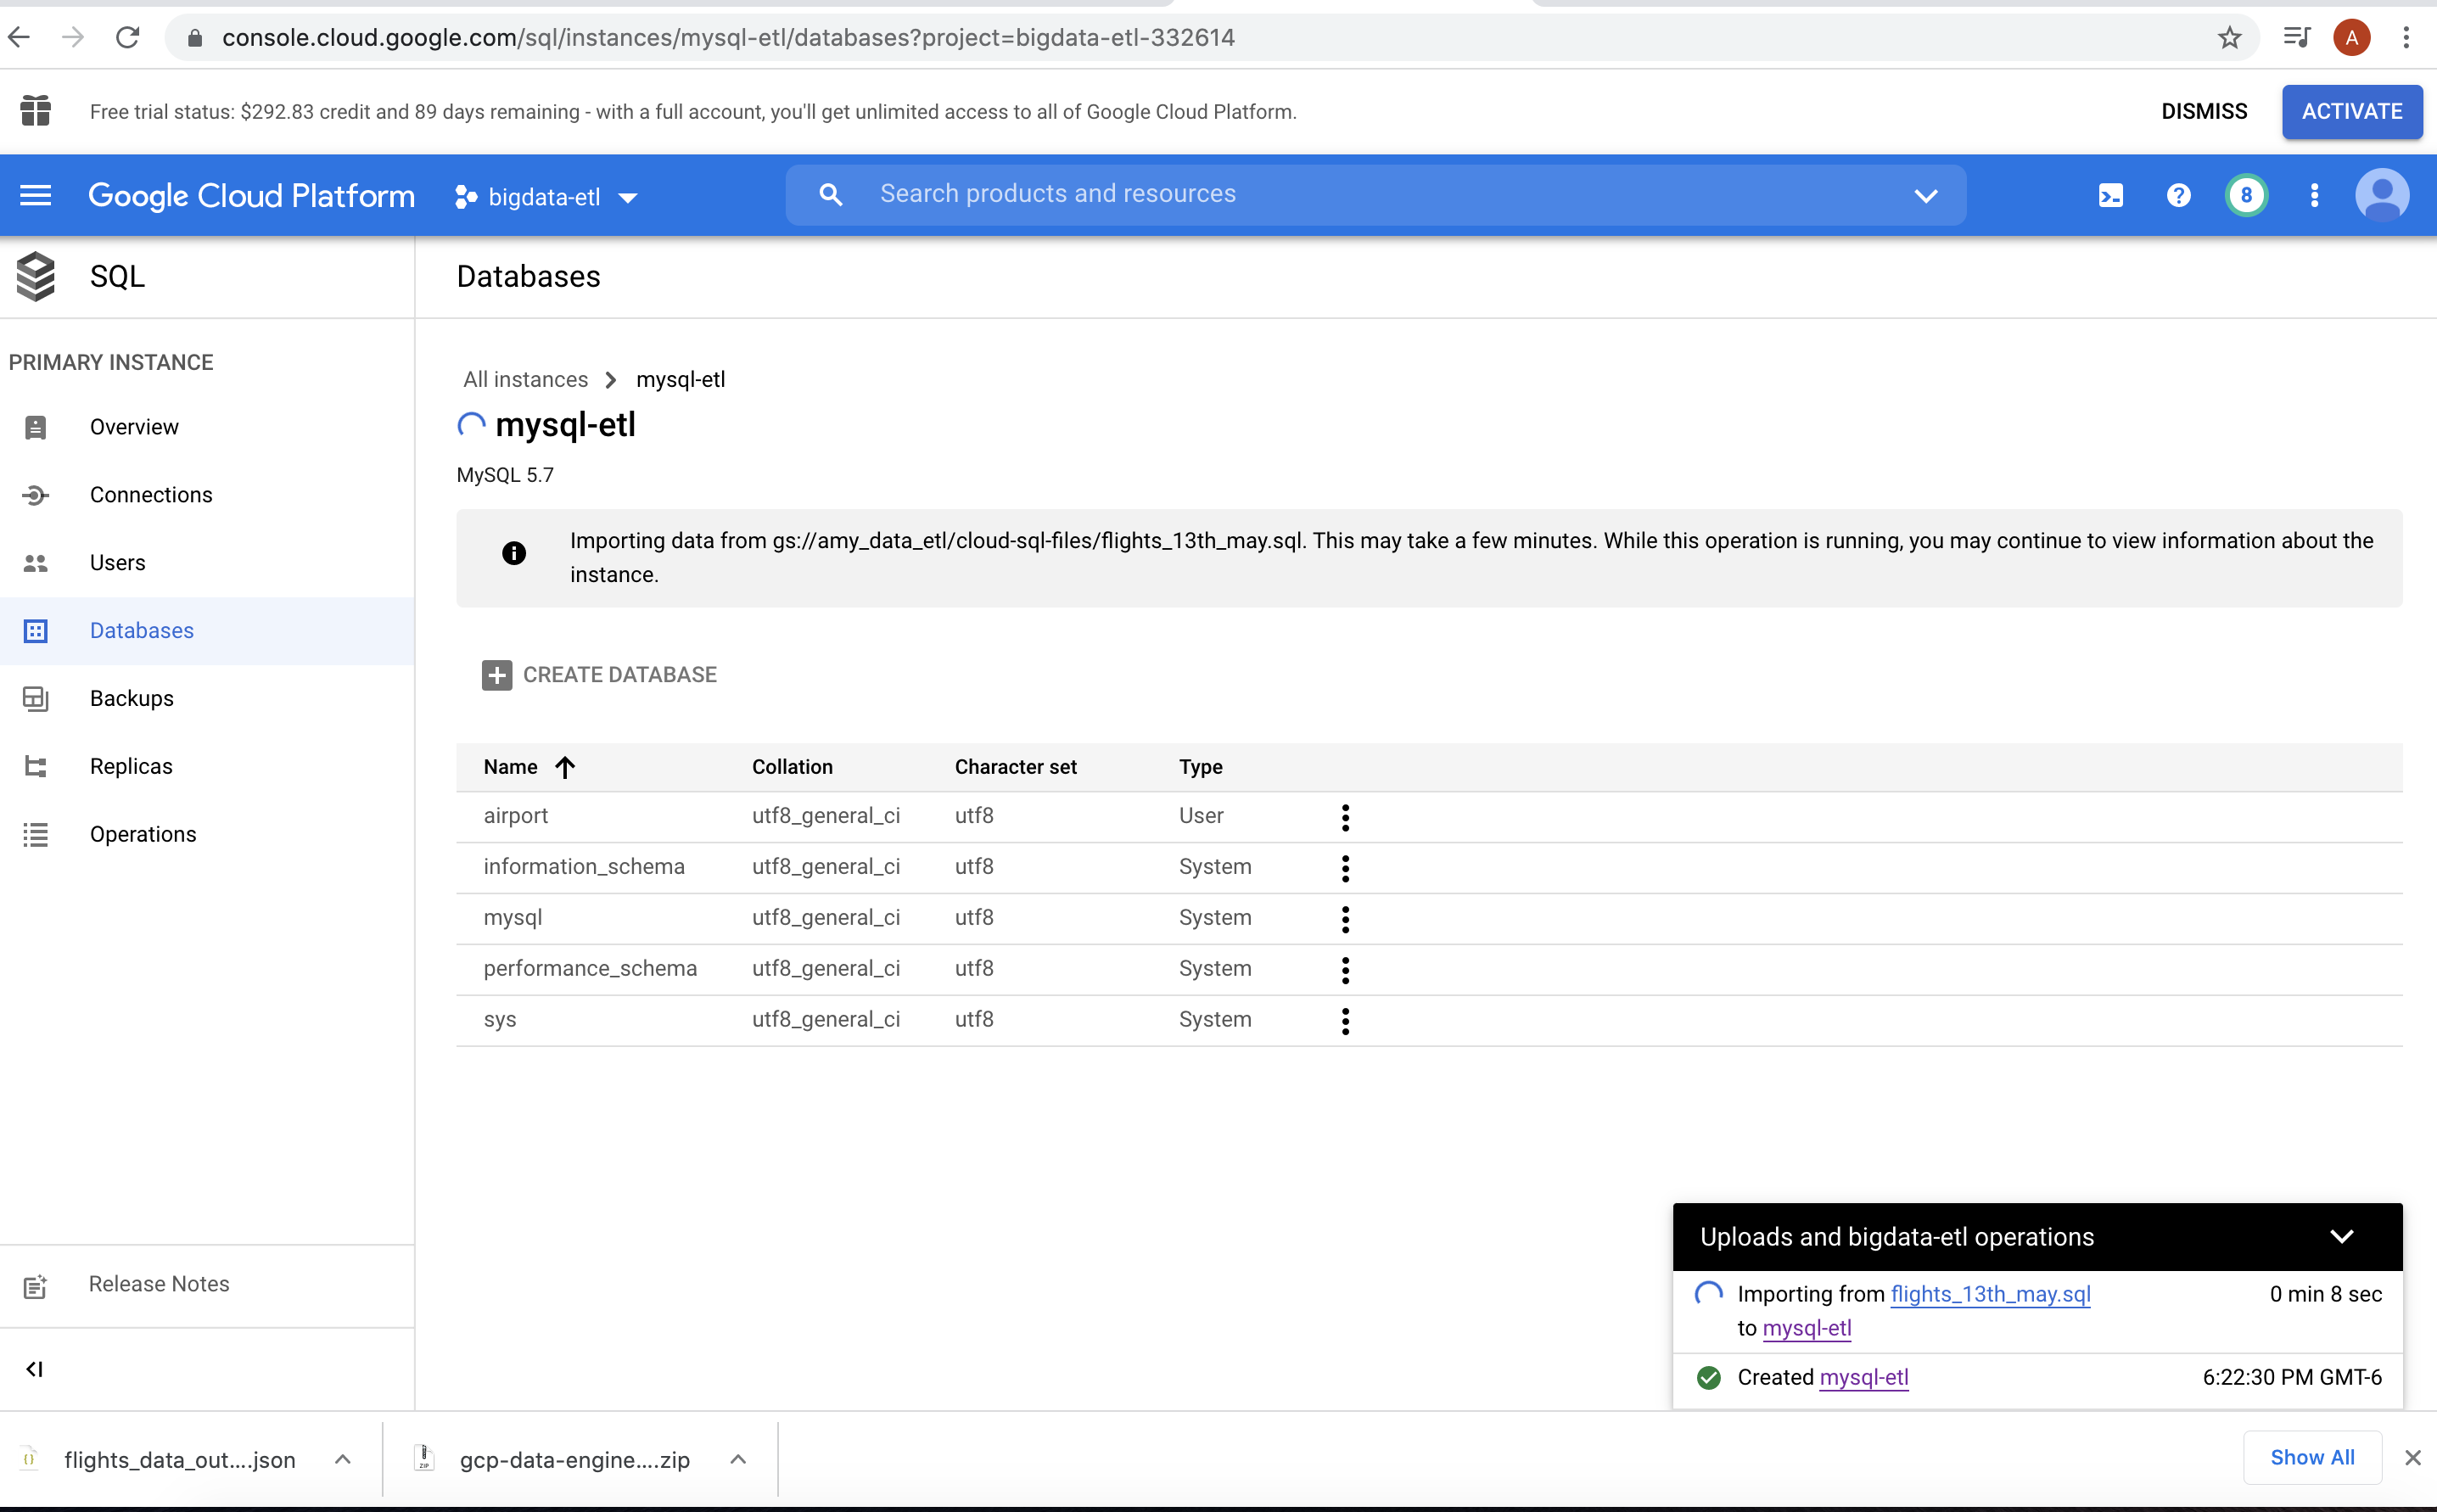 console.cloud.google.com/sql/instances/mysql-etl/databases?project=bigdata-etl-332614
A
Free trial status: $292.83 credit and 89 days remaining - with a full account, you'll get unlimited access to all of Google Cloud Platform.
DISMISS
ACTIVATE
Google Cloud Platform
bigdata-etl
Search products and resources
?
8
SQL
Databases
PRIMARY INSTANCE
Overview
Connections
Users
Databases
Backups
Replicas
Operations
Release Notes
All instances
mysql-etl
mysql-etl
MySQL 5.7
Importing data from gs://amy_data_etl/cloud-sql-files/flights_13th_may.sql. This may take a few minutes. While this operation is running, you may continue to view information about the
instance.
CREATE DATABASE
Name Collation Character set Type
airport utf8_general_ci utf8 User
information_schema utf8_general_ci utf8 System
mysql utf8_general_ci utf8 System
performance_schema utf8_general_ci utf8 System
sys utf8_general_ci utf8 System
Uploads and bigdata-etl operations
Importing from flights_13th_may.sql 0 min 8 sec
to mysql-etl
Created mysql-etl 6:22:30 PM GMT-6
flights_data_out....json
ZIP
gcp-data-engine....zip
Show All